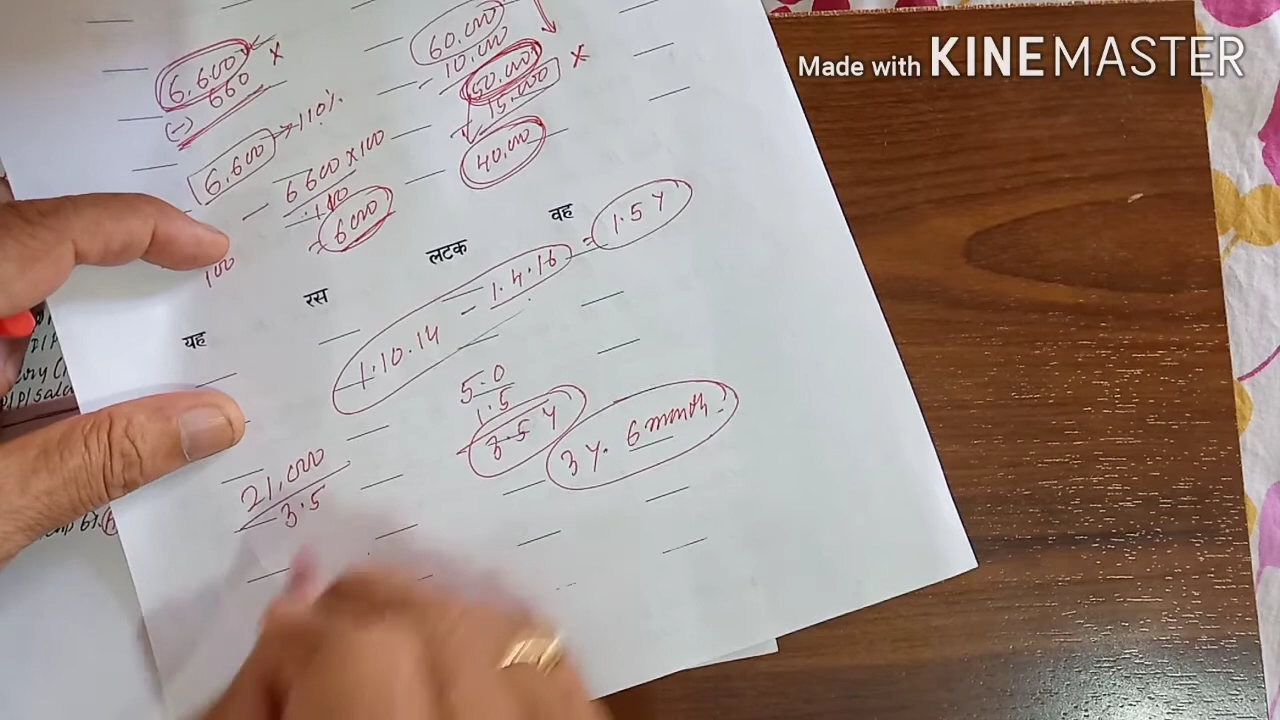 Made with KINEMASTER
6.600 x
660
(-)
6.600 → 110%
6600 x 100
110
= 6000
100
60.000
10.000
50.000
15.000 x
40.000
यह रस लटक वह
1.10.14 - 1.4.16 = 1.5 Y
5.0
1.5
3.5 Y
3 y. 6 month
21,000
3.5